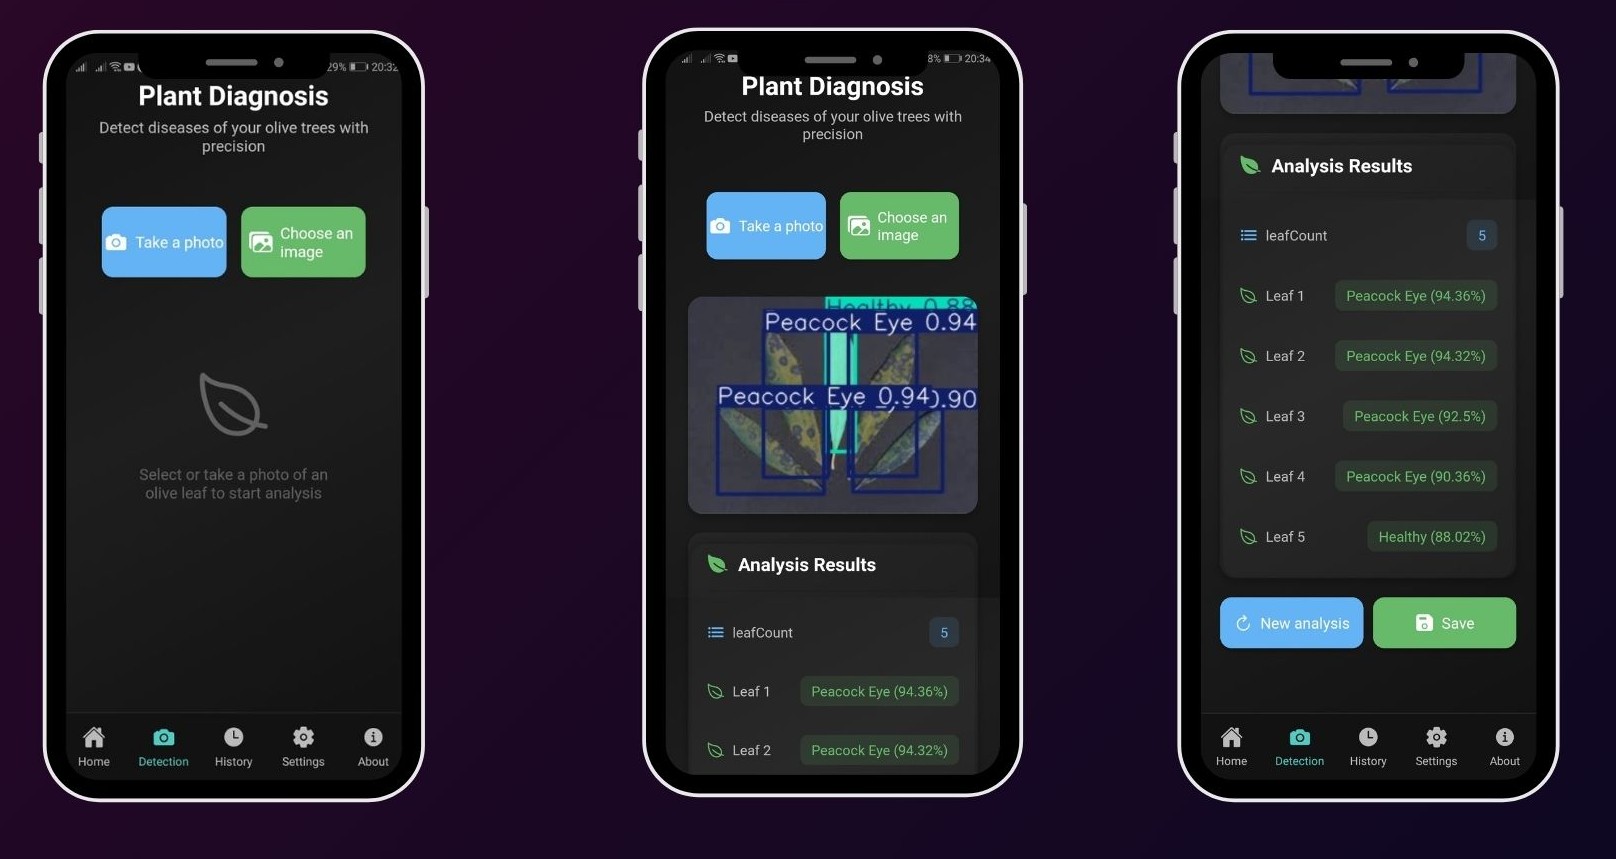 29% 20:32
Plant Diagnosis
Detect diseases of your olive trees with
precision
Take a photo
Choose an
image
Select or take a photo of an
olive leaf to start analysis
Home
Detection
History
Settings
About
8% 20:34
Plant Diagnosis
Detect diseases of your olive trees with
precision
Take a photo
Choose an
image
Healthy 0.88
Peacock Eye 0.94
Peacock Eye 0.94
0.90
Analysis Results
leafCount 5
Leaf 1 Peacock Eye (94.36%)
Leaf 2 Peacock Eye (94.32%)
Analysis Results
leafCount 5
Leaf 1 Peacock Eye (94.36%)
Leaf 2 Peacock Eye (94.32%)
Leaf 3 Peacock Eye (92.5%)
Leaf 4 Peacock Eye (90.36%)
Leaf 5 Healthy (88.02%)
New analysis
Save
Home
Detection
History
Settings
About